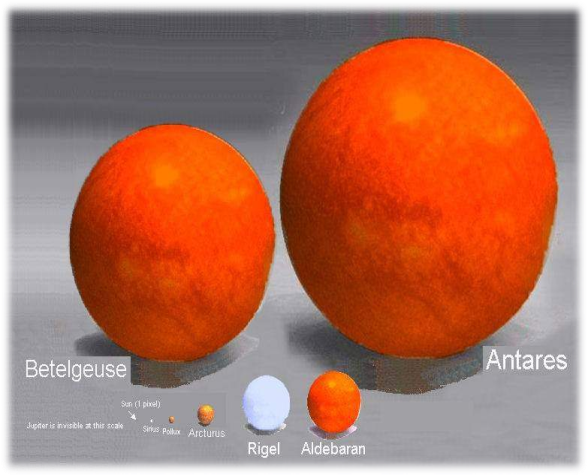 Antares
Betelgeuse
Sun (1 pixel)
Jupiter is invisible at this scale
Sirius
Pollux
Arcturus
Rigel
Aldebaran